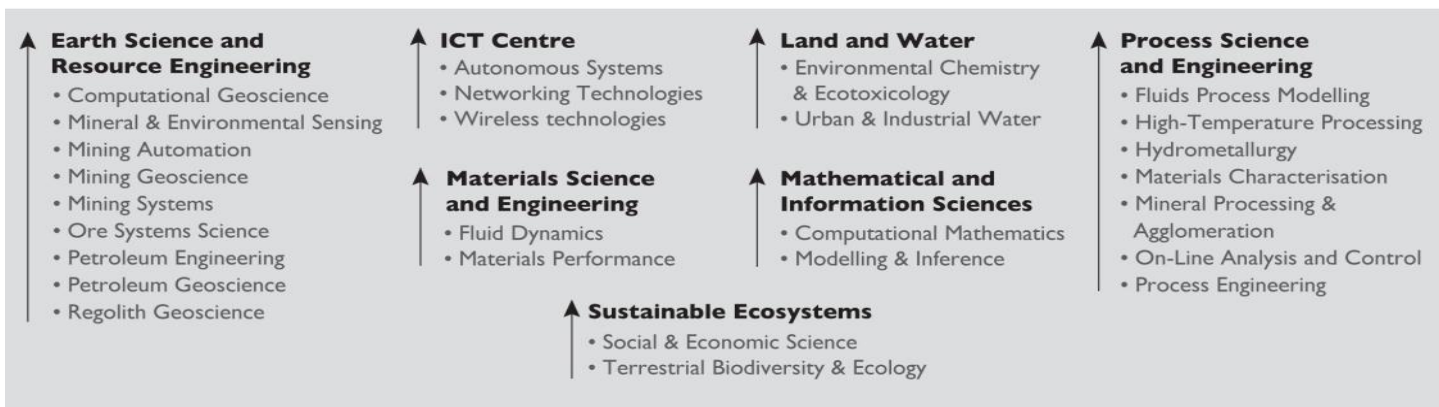 Earth Science and
Resource Engineering
• Computational Geoscience
• Mineral & Environmental Sensing
• Mining Automation
• Mining Geoscience
• Mining Systems
• Ore Systems Science
• Petroleum Engineering
• Petroleum Geoscience
• Regolith Geoscience
ICT Centre
• Autonomous Systems
• Networking Technologies
• Wireless technologies
Materials Science
and Engineering
• Fluid Dynamics
• Materials Performance
Land and Water
• Environmental Chemistry
& Ecotoxicology
• Urban & Industrial Water
Mathematical and
Information Sciences
• Computational Mathematics
• Modelling & Inference
Process Science
and Engineering
• Fluids Process Modelling
• High-Temperature Processing
• Hydrometallurgy
• Materials Characterisation
• Mineral Processing &
Agglomeration
• On-Line Analysis and Control
• Process Engineering
Sustainable Ecosystems
• Social & Economic Science
• Terrestrial Biodiversity & Ecology